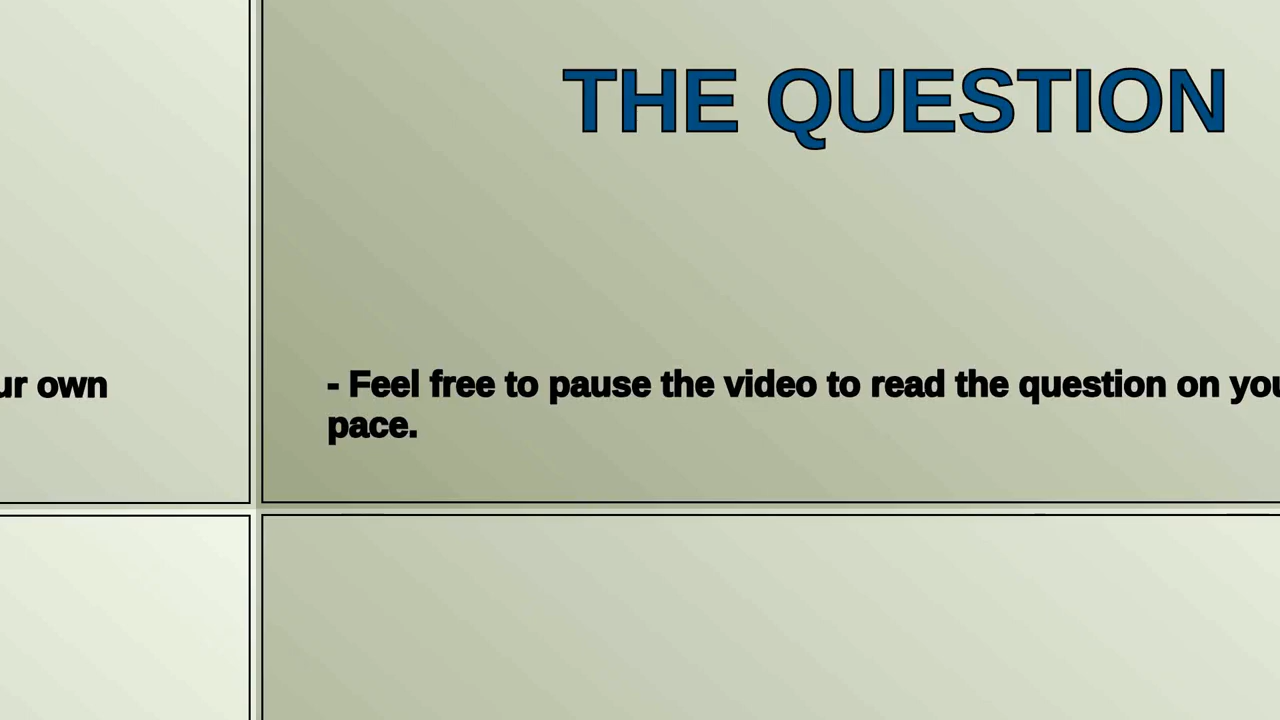 THE QUESTION
ur own
- Feel free to pause the video to read the question on you
pace.